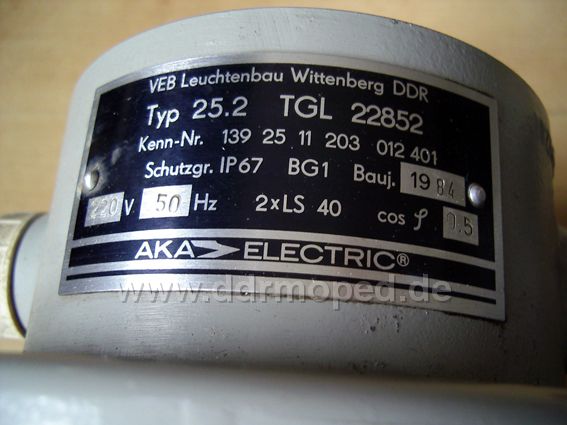 VEB Leuchtenbau Wittenberg DDR
Typ 25.2 TGL 22852
Kenn-Nr. 139 25 11 203 012 401
Schutzgr. IP67 BG1 Bauj. 1984
220 V 50 Hz 2xLS 40 cos φ 0.5
AKA ELECTRIC®
www.ddrmoped.de